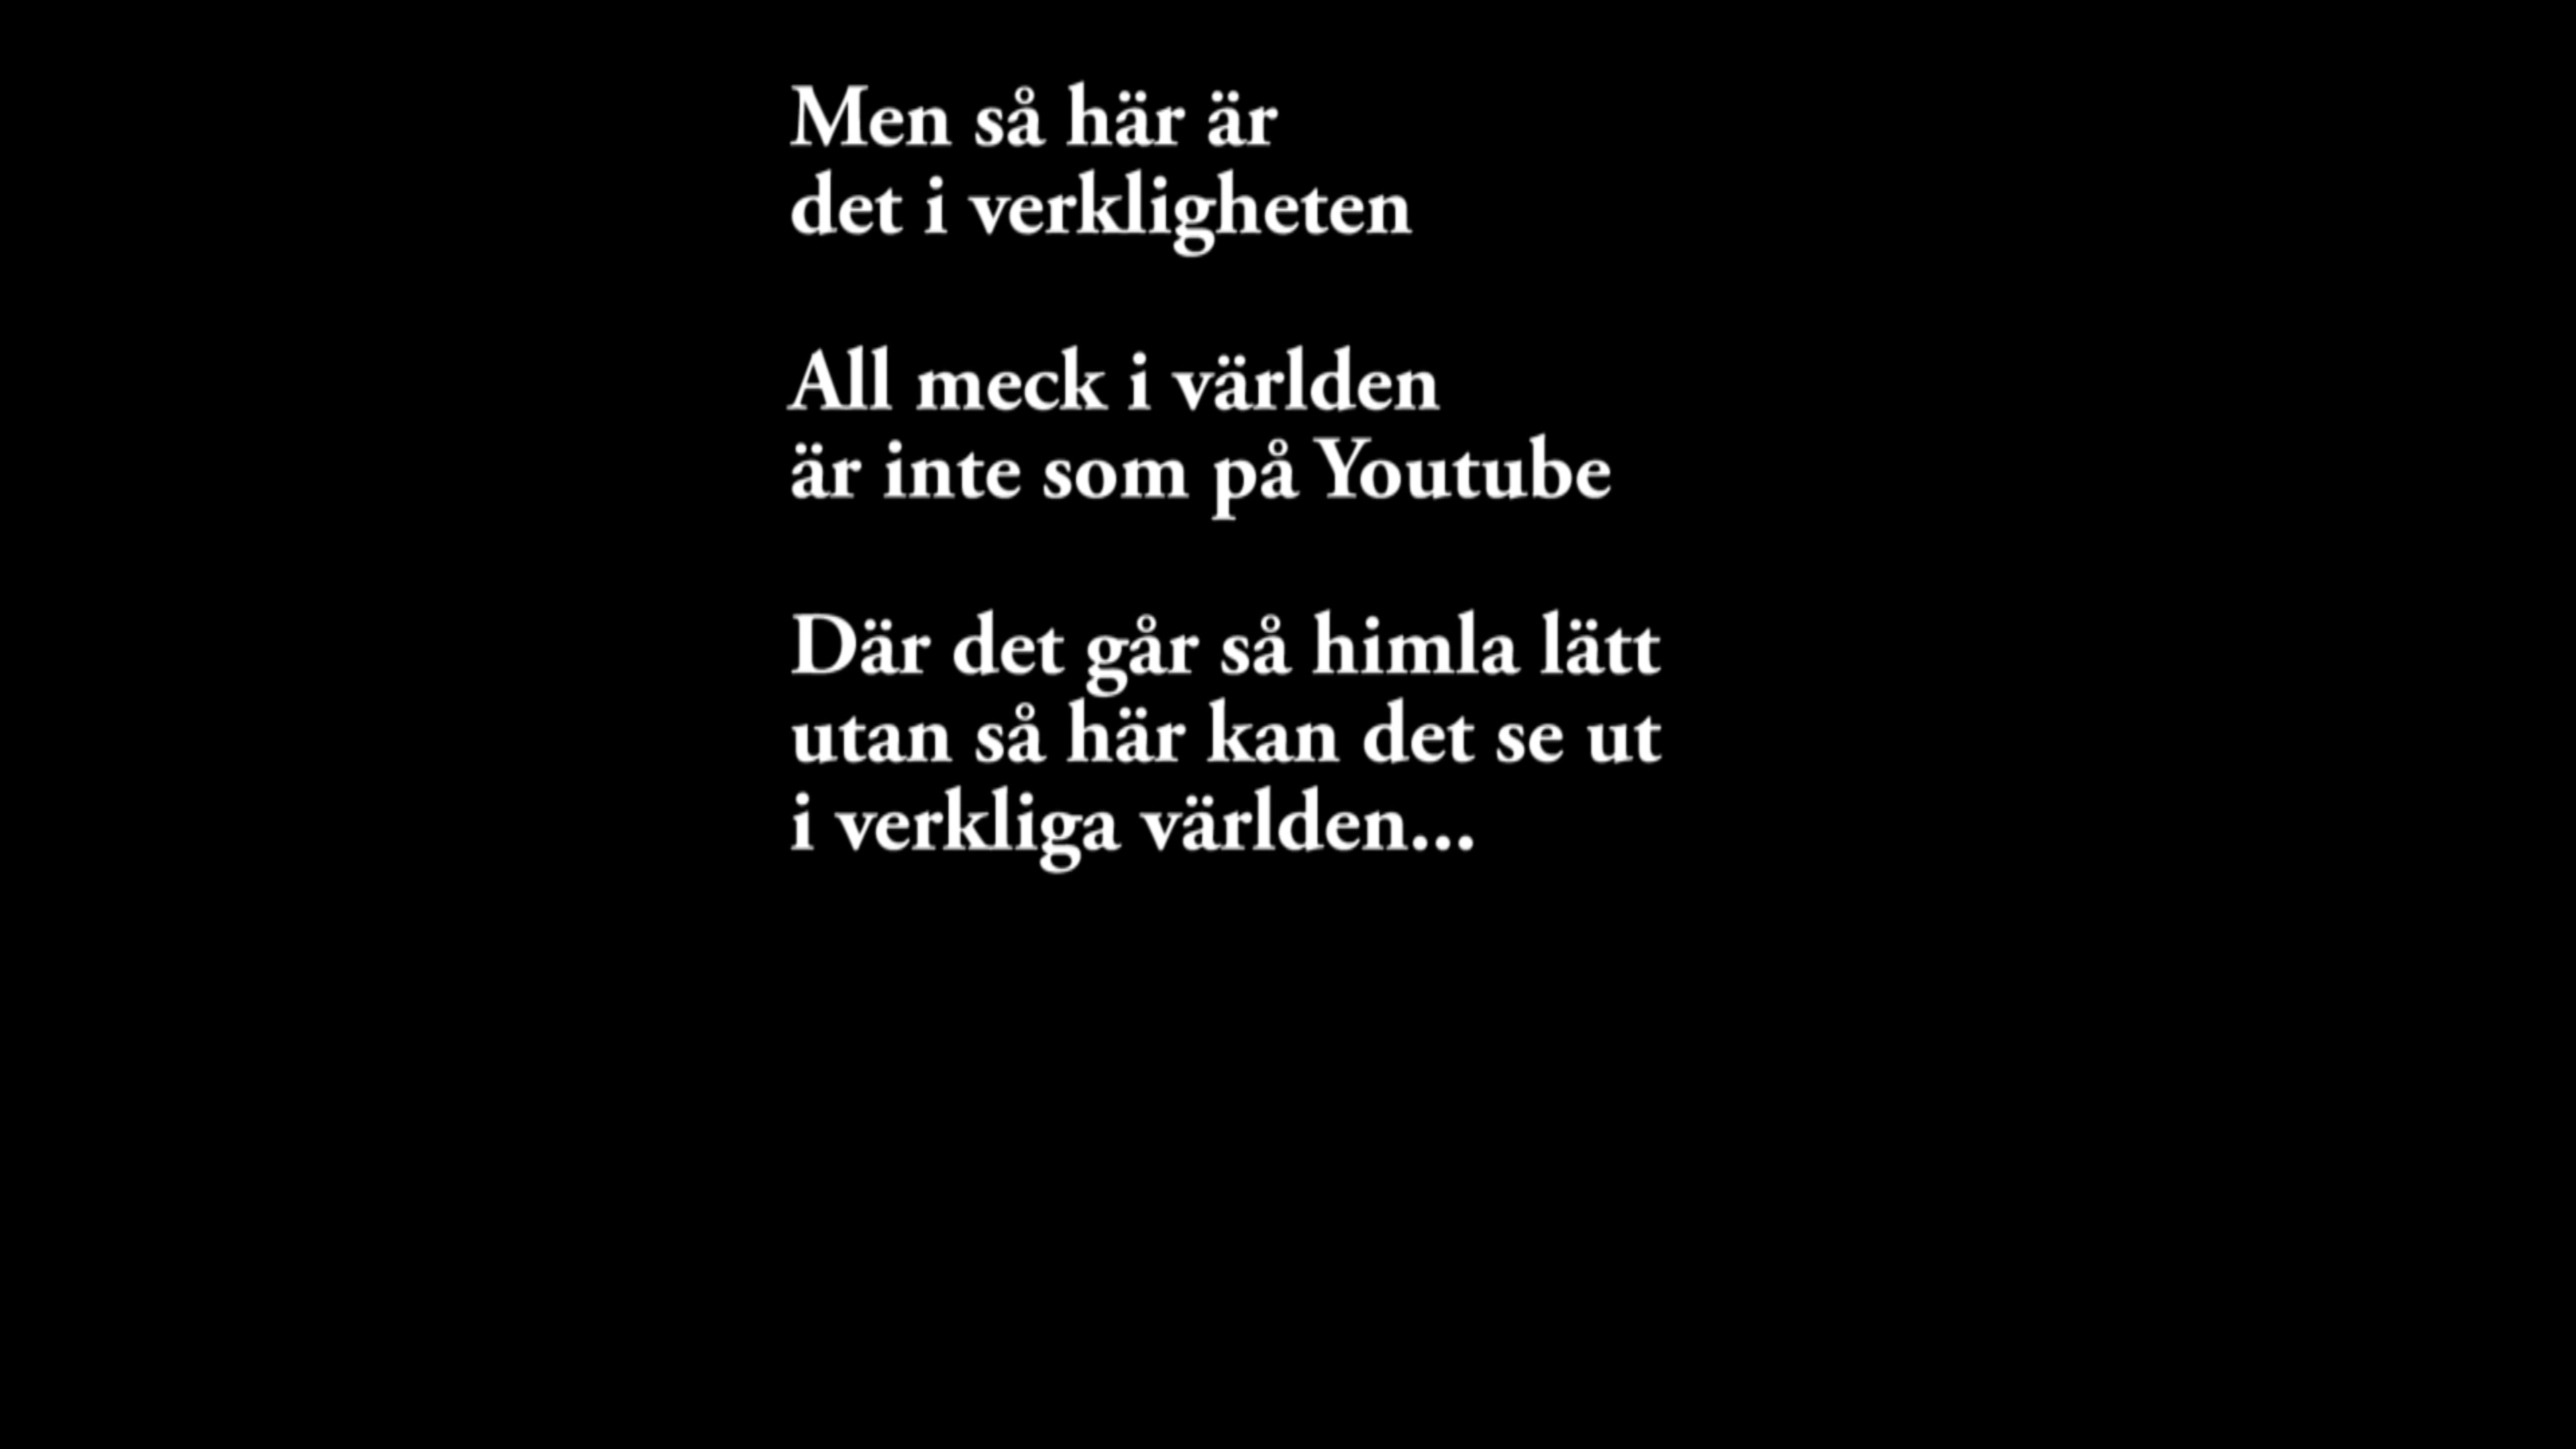 Men så här är
det i verkligheten
All meck i världen
är inte som på Youtube
Där det går så himla lätt
utan så här kan det se ut
i verkliga världen...